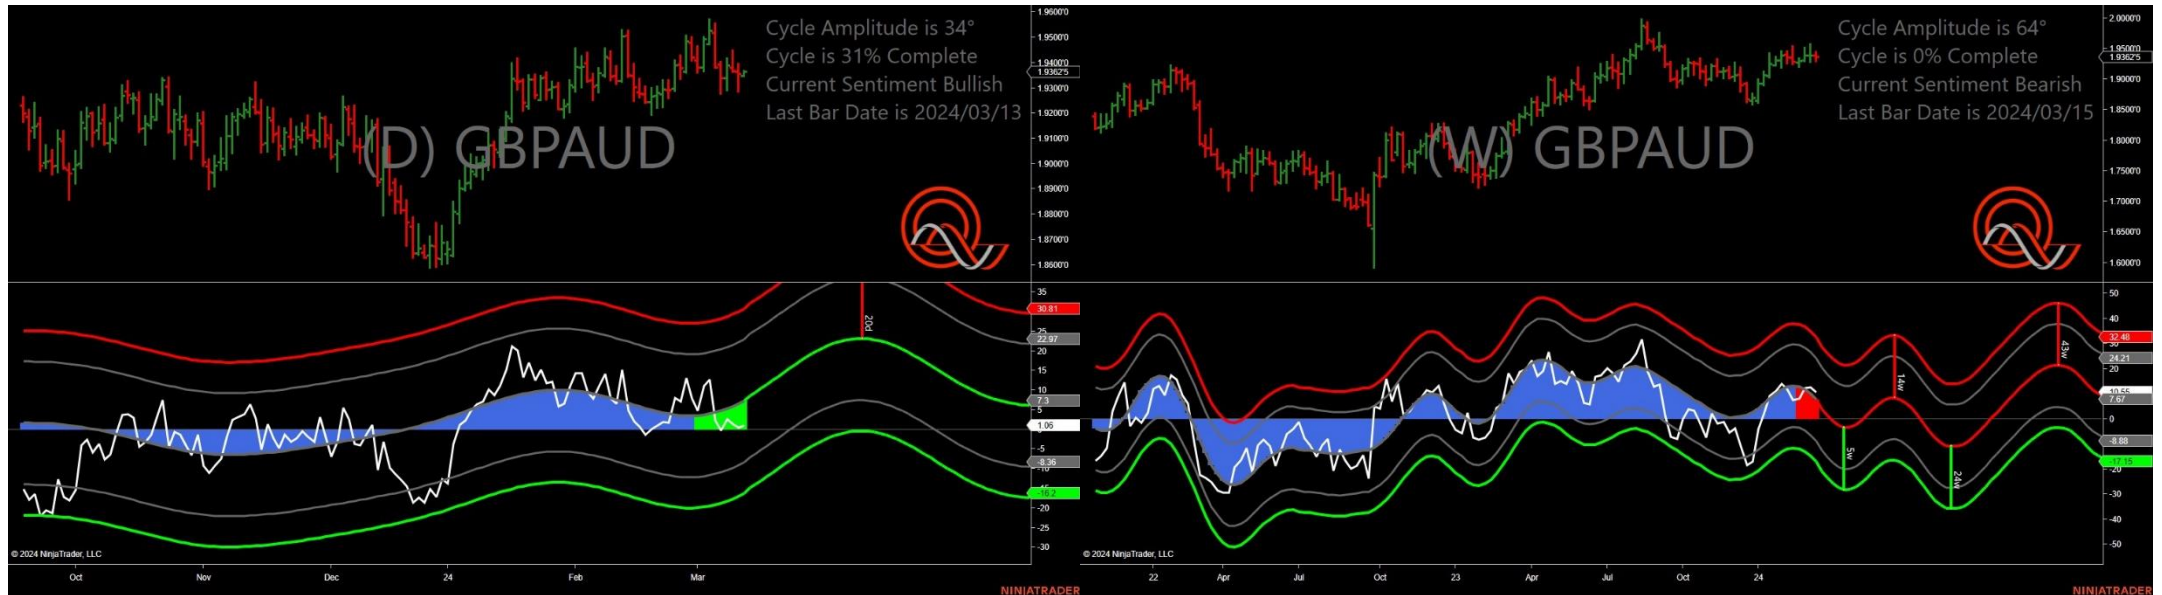 Cycle Amplitude is 34°
Cycle is 31% Complete
Current Sentiment Bullish
Last Bar Date is 2024/03/13
(D) GBPAUD
1.9600'0
1.9500'0
1.9400'0
1.9362'5
1.9300'0
1.9200'0
1.9100'0
1.9000'0
1.8900'0
1.8800'0
1.8700'0
1.8600'0
35
30.81
25
22.97
20
15
10
7.3
5
1.06
-5
-8.36
-10
-16.2
-20
-25
-30
20d
© 2024 NinjaTrader, LLC
Oct
Nov
Dec
24
Feb
Mar
NINJATRADER
Cycle Amplitude is 64°
Cycle is 0% Complete
Current Sentiment Bearish
Last Bar Date is 2024/03/15
(W) GBPAUD
2.0000'0
1.9500'0
1.9362'5
1.9000'0
1.8500'0
1.8000'0
1.7500'0
1.7000'0
1.6500'0
1.6000'0
50
40
32.48
30
24.21
20
10.55
7.67
0
-8.88
-17.15
-20
-30
-40
-50
5w
14w
24w
43w
© 2024 NinjaTrader, LLC
22
Apr
Jul
Oct
23
Apr
Jul
Oct
24
NINJATRADER